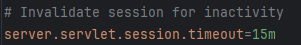 # Invalidate session for inactivity
server.servlet.session.timeout=15m